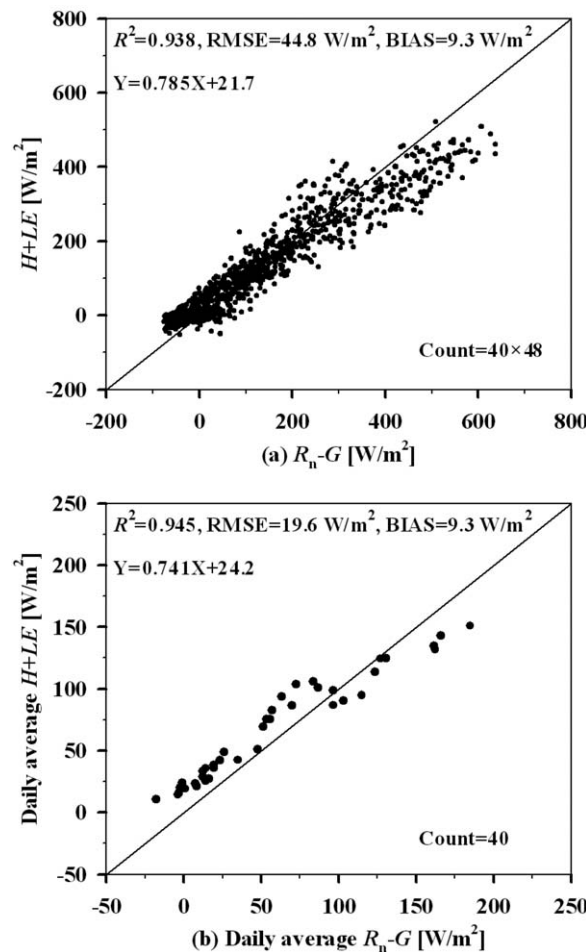 R²=0.938, RMSE=44.8 W/m², BIAS=9.3 W/m²
Y=0.785X+21.7
800
600
400
200
0
-200
H+LE [W/m²]
Count=40×48
-200 0 200 400 600 800
(a) Rn-G [W/m²]
R²=0.945, RMSE=19.6 W/m², BIAS=9.3 W/m²
Y=0.741X+24.2
250
200
150
100
50
0
-50
Daily average H+LE [W/m²]
Count=40
-50 0 50 100 150 200 250
(b) Daily average Rn-G [W/m²]